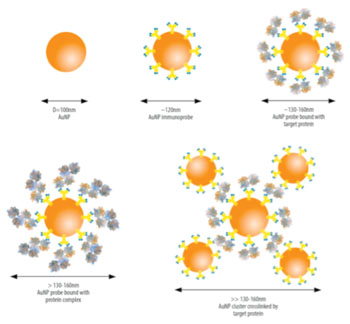 D=100nm
AuNP
~120nm
AuNP immunoprobe
~130-160nm
AuNP probe bound with
target protein
> 130-160nm
AuNP probe bound with
protein complex
>> 130-160nm
AuNP cluster crosslinked by
target protein